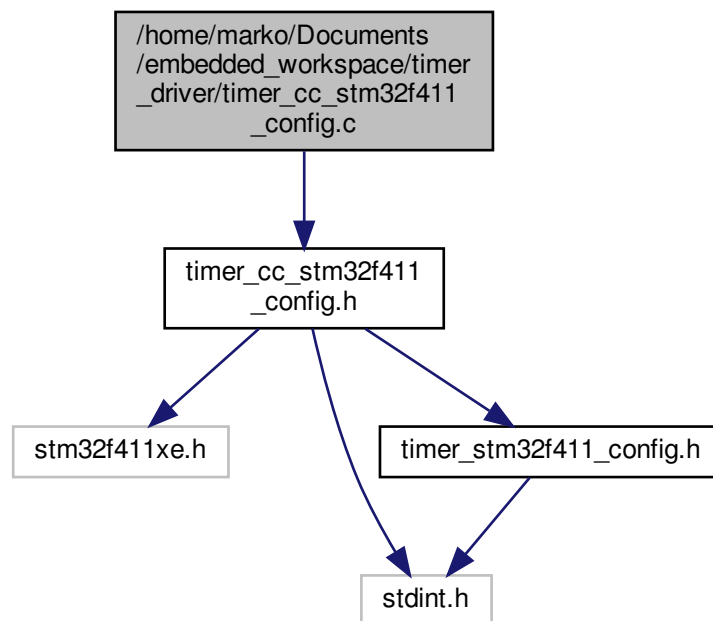 /home/marko/Documents
/embedded_workspace/timer
_driver/timer_cc_stm32f411
_config.c
timer_cc_stm32f411
_config.h
stm32f411xe.h
timer_stm32f411_config.h
stdint.h